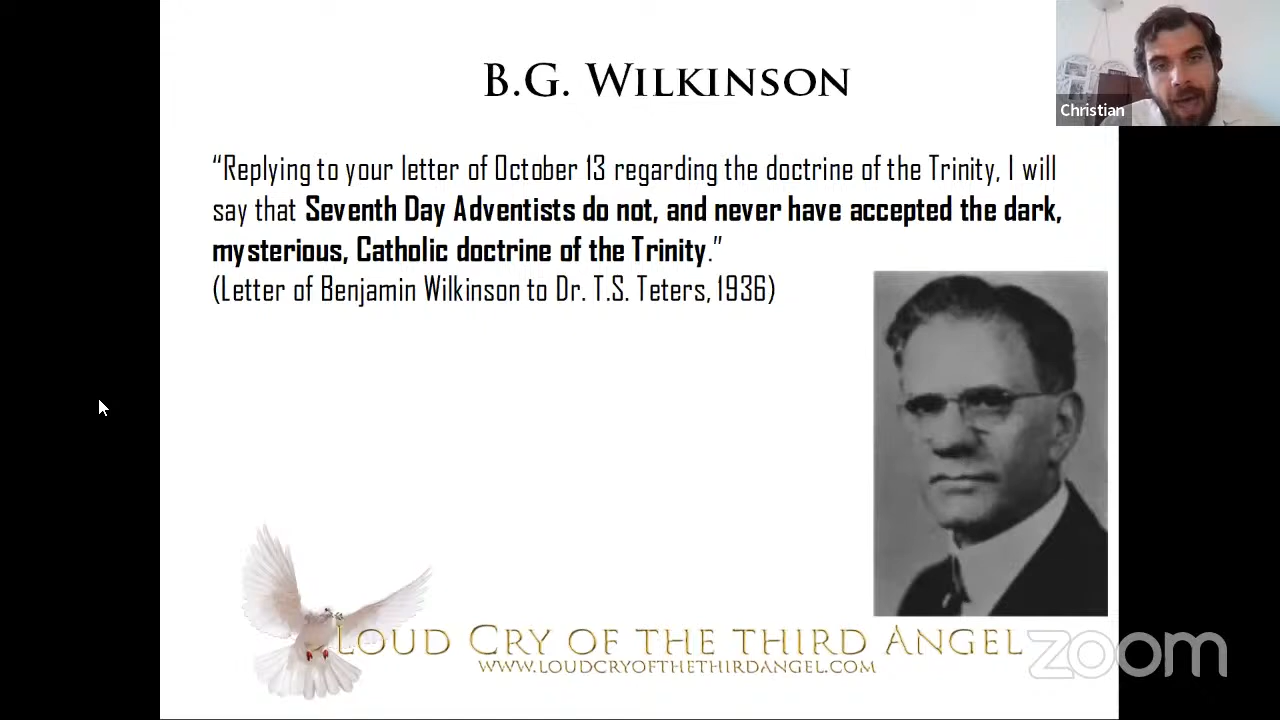 B.G. Wilkinson
Christian
“Replying to your letter of October 13 regarding the doctrine of the Trinity, I will
say that Seventh Day Adventists do not, and never have accepted the dark,
mysterious, Catholic doctrine of the Trinity.”
(Letter of Benjamin Wilkinson to Dr. T.S. Teters, 1936)
Loud Cry of the third Angel
www.loudcryofthethirdangel.com
zoom